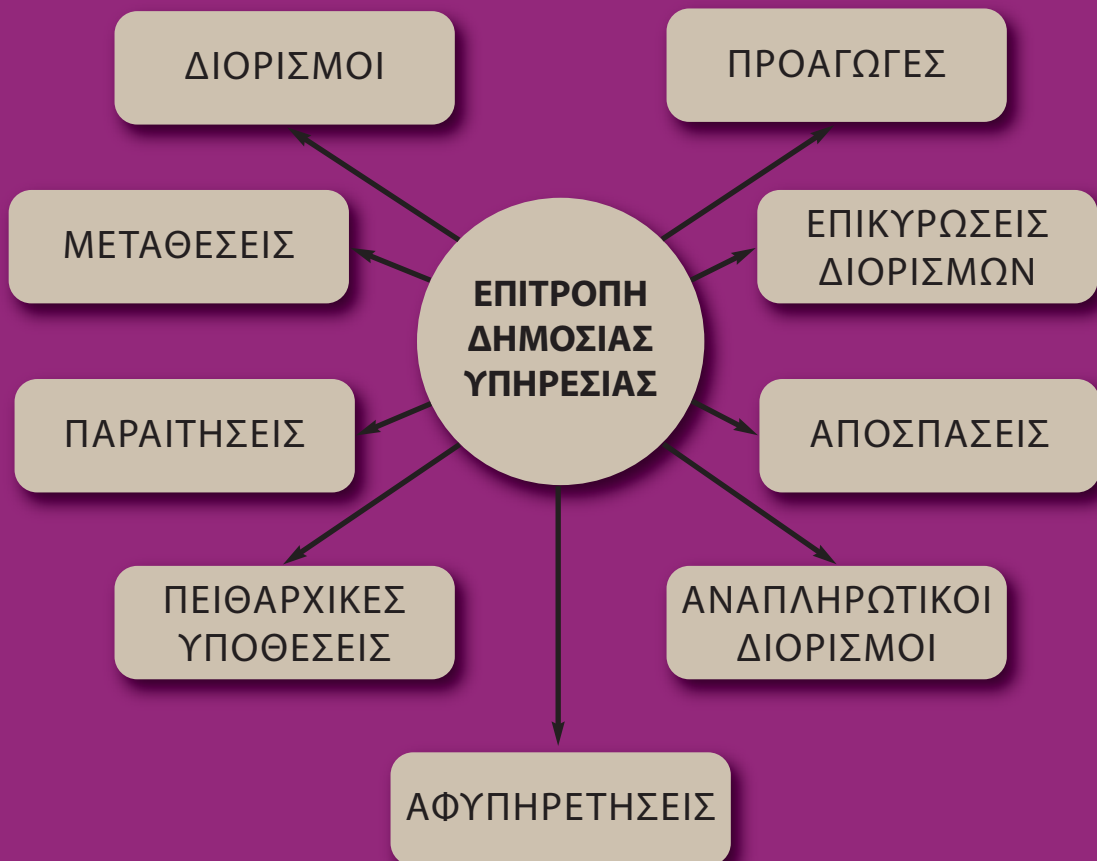 ΔΙΟΡΙΣΜΟΙ
ΠΡΟΑΓΩΓΕΣ
ΜΕΤΑΘΕΣΕΙΣ
ΕΠΙΚΥΡΩΣΕΙΣ
ΔΙΟΡΙΣΜΩΝ
ΕΠΙΤΡΟΠΗ
ΔΗΜΟΣΙΑΣ
ΥΠΗΡΕΣΙΑΣ
ΠΑΡΑΙΤΗΣΕΙΣ
ΑΠΟΣΠΑΣΕΙΣ
ΠΕΙΘΑΡΧΙΚΕΣ
ΥΠΟΘΕΣΕΙΣ
ΑΝΑΠΛΗΡΩΤΙΚΟΙ
ΔΙΟΡΙΣΜΟΙ
ΑΦΥΠΗΡΕΤΗΣΕΙΣ